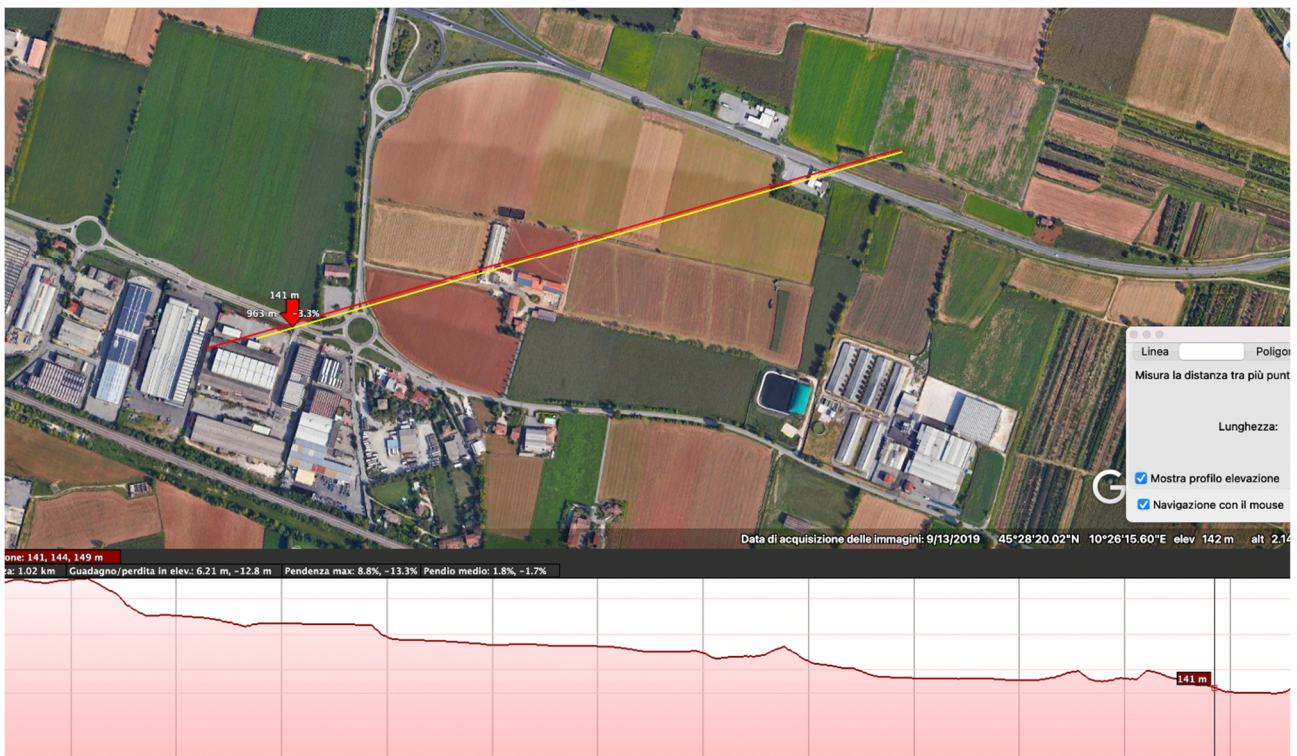 141 m
963 m -3.3%
Linea Poligon
Misura la distanza tra più punt
Lunghezza:
Mostra profilo elevazione
Navigazione con il mouse
G
Data di acquisizione delle immagini: 9/13/2019 45°28'20.02"N 10°26'15.60"E elev 142 m alt 2.14
one: 141, 144, 149 m
za: 1.02 km Guadagno/perdita in elev.: 6.21 m, -12.8 m Pendenza max: 8.8%, -13.3% Pendio medio: 1.8%, -1.7%
141 m